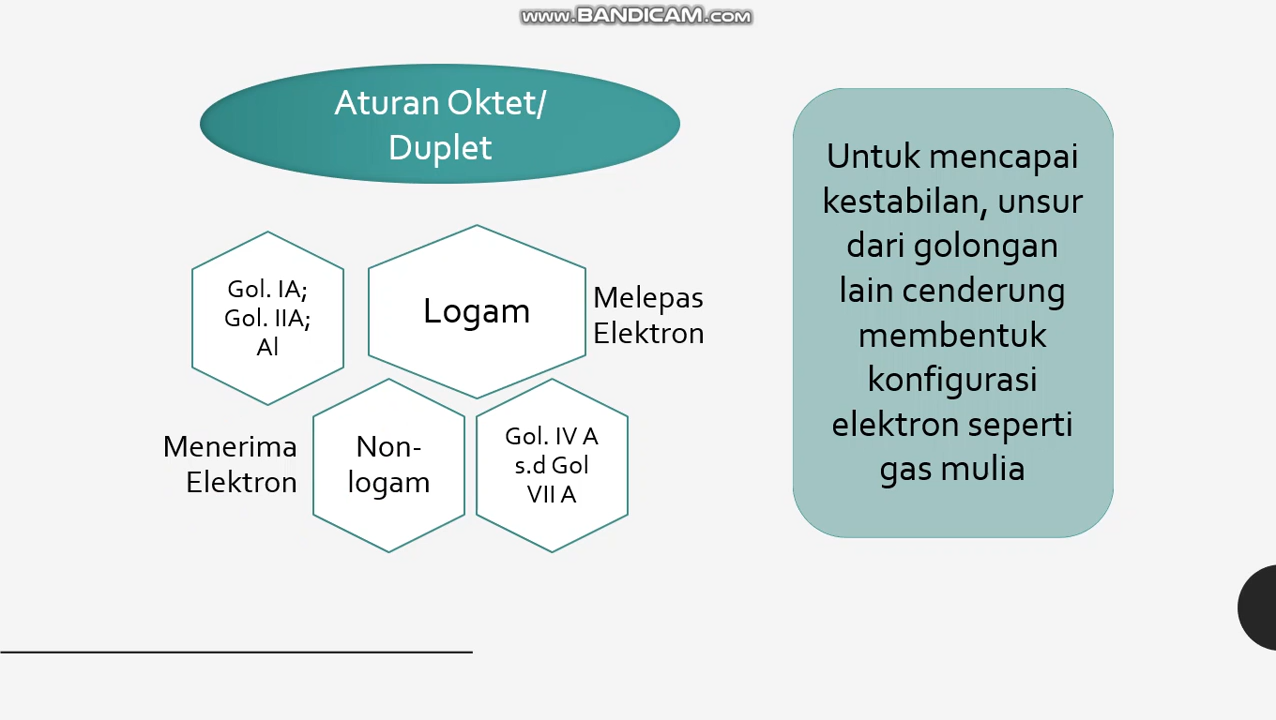 www.BANDICAM.com
Aturan Oktet/
Duplet
Gol. IA;
Gol. IIA;
Al
Logam
Melepas
Elektron
Menerima
Elektron
Non-
logam
Gol. IV A
s.d Gol
VII A
Untuk mencapai
kestabilan, unsur
dari golongan
lain cenderung
membentuk
konfigurasi
elektron seperti
gas mulia